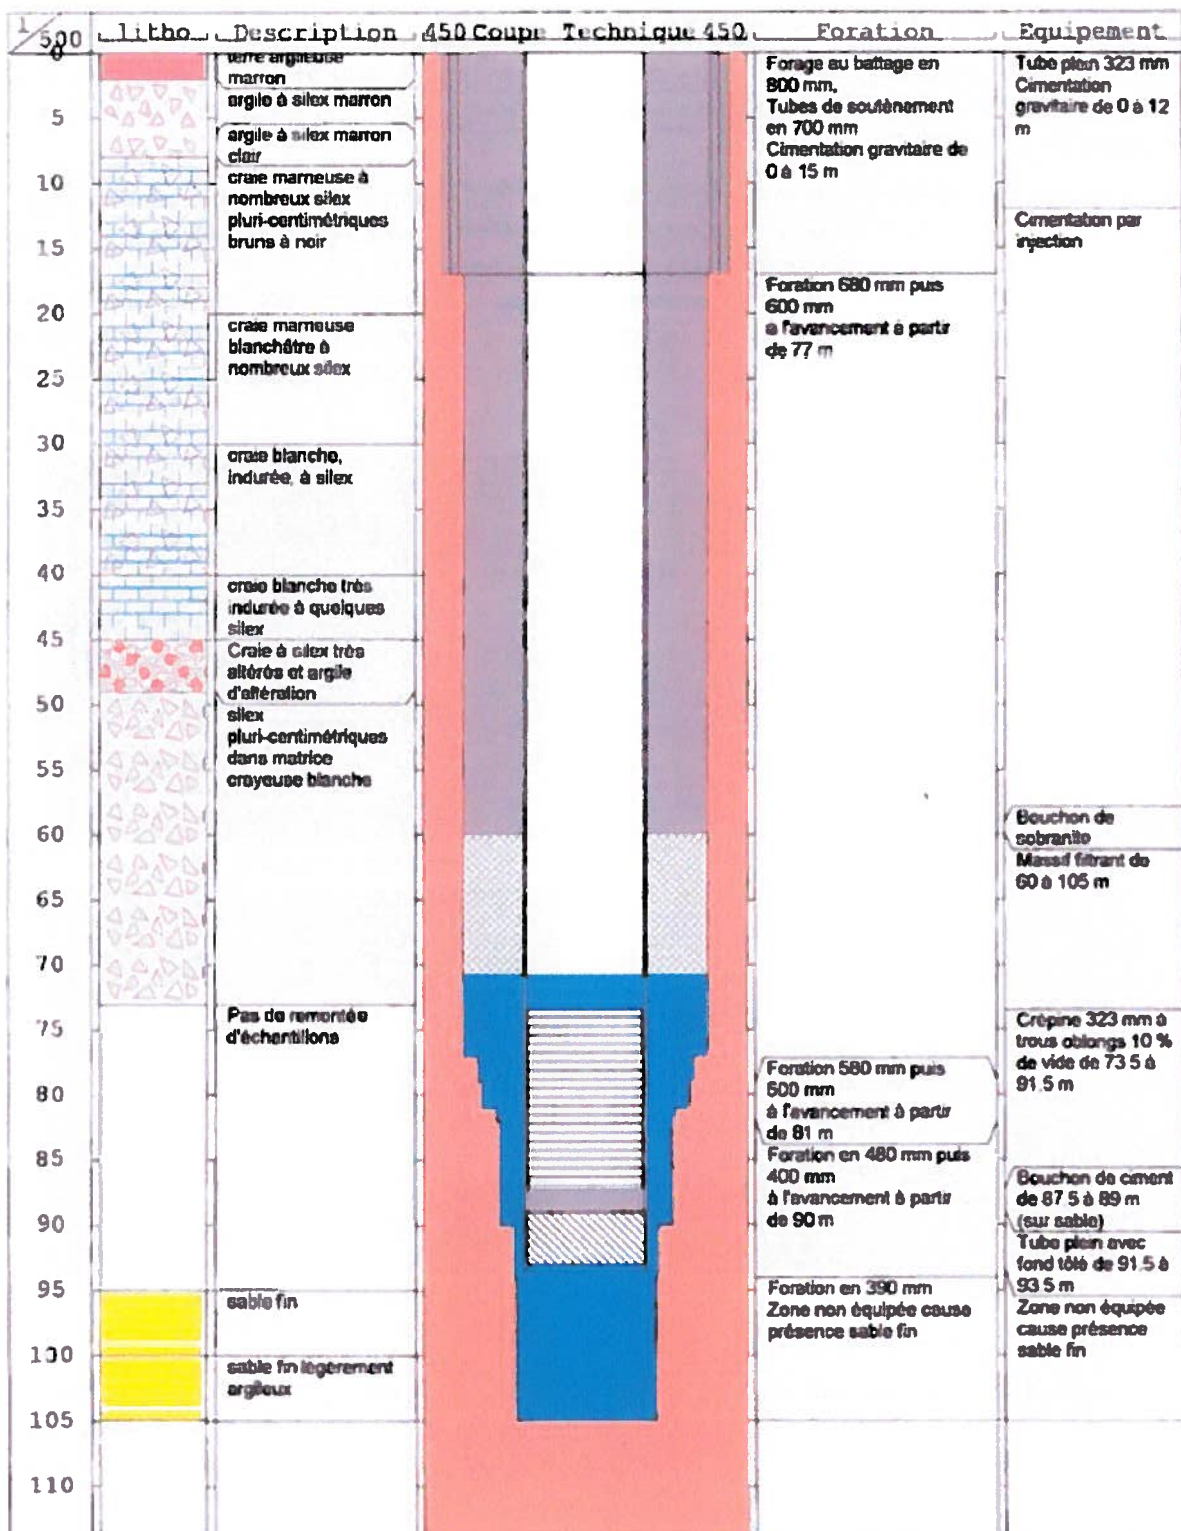 1/500 litho Description 450 Coupe Technique 450 Foration Equipement
0
5
10
15
20
25
30
35
40
45
50
55
60
65
70
75
80
85
90
95
100
105
110
terre argileuse
marron
argile à silex marron
argile à silex marron
clair
craie marneuse à
nombreux silex
pluri-centimétriques
bruns à noir
craie marneuse
blanchâtre à
nombreux silex
craie blanche,
indurée, à silex
craie blanche très
indurée à quelques
silex
Craie à silex très
altérés et argile
d'altération
silex
pluri-centimétriques
dans matrice
crayeuse blanche
Pas de remontée
d'échantillons
sable fin
sable fin légèrement
argileux
Forage au battage en
800 mm,
Tubes de soutènement
en 700 mm
Cimentation gravitaire de
0 à 15 m
Foration 680 mm puis
600 mm
a l'avancement à partir
de 77 m
Foration 580 mm puis
500 mm
à l'avancement à partir
de 81 m
Foration en 480 mm puis
400 mm
à l'avancement à partir
de 90 m
Foration en 390 mm
Zone non équipée cause
présence sable fin
Tube plein 323 mm
Cimentation
gravitaire de 0 à 12
m
Cimentation par
injection
Bouchon de
sobranite
Massif filtrant de
60 à 105 m
Crépine 323 mm à
trous oblongs 10 %
de vide de 73.5 à
91.5 m
Bouchon de ciment
de 87.5 à 89 m
(sur sable)
Tube plein avec
fond tôlé de 91.5 à
93.5 m
Zone non équipée
cause présence
sable fin